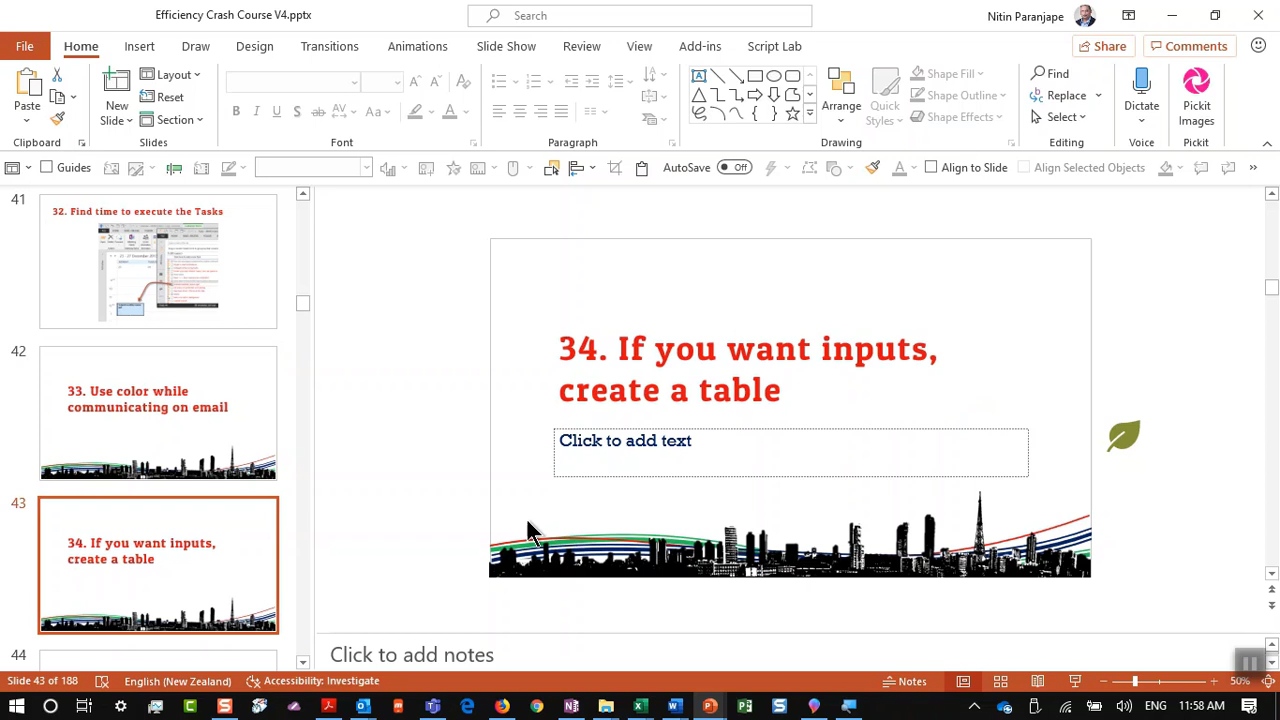 Efficiency Crash Course V4.pptx
Search
Nitin Paranjape
File
Home
Insert
Draw
Design
Transitions
Animations
Slide Show
Review
View
Add-ins
Script Lab
Share
Comments
Paste
New
Slide
Layout
Reset
Section
B I U S ab AV Aa A
Arrange
Quick
Styles
Shape Fill
Shape Outline
Shape Effects
Find
Replace
Select
Dictate
Pickit
Images
Clipboard
Slides
Font
Paragraph
Drawing
Editing
Voice
Pickit
Guides
AutoSave
Off
Align to Slide
Align Selected Objects
41
32. Find time to execute the Tasks
42
33. Use color while
communicating on email
43
34. If you want inputs,
create a table
44
34. If you want inputs,
create a table
Click to add text
Click to add notes
Slide 43 of 188
English (New Zealand)
Accessibility: Investigate
Notes
50%
ENG
11:58 AM